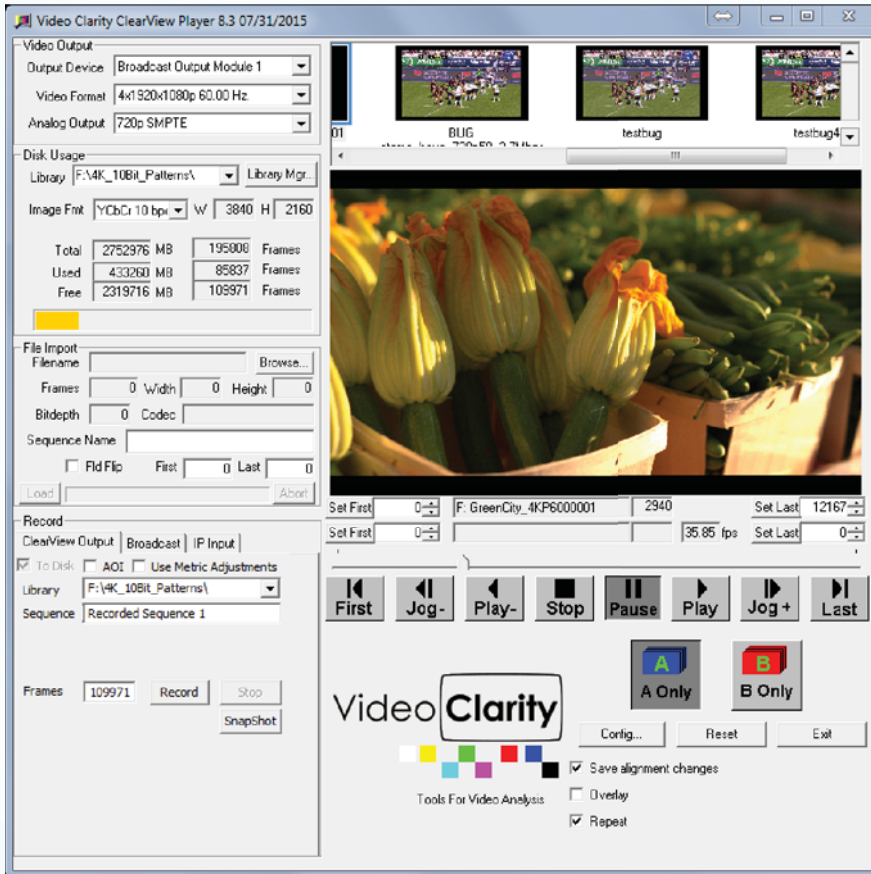 Video Clarity ClearView Player 8.3 07/31/2015
Video Output
Output Device Broadcast Output Module 1
Video Format 4x1920x1080p 60.00 Hz.
Analog Output 720p SMPTE
Disk Usage
Library F:\4K_10Bit_Patterns\ Library Mgr...
Image Fmt YCbCr 10 bp W 3840 H 2160
Total 2752976 MB 195808 Frames
Used 433260 MB 85837 Frames
Free 2319716 MB 109971 Frames
File Import
Filename Browse...
Frames 0 Width 0 Height 0
Bitdepth 0 Codec
Sequence Name
Fld Flip First 0 Last 0
Load Abort
Record
ClearView Output Broadcast IP Input
To Disk AOI Use Metric Adjustments
Library F:\4K_10Bit_Patterns\
Sequence Recorded Sequence 1
Frames 109971 Record Stop
SnapShot
01 BUG testbug testbug4
Set First 0 F: GreenCity_4KP6000001 2940 Set Last 12167
Set First 0 35.85 fps Set Last 0
First Jog- Play- Stop Pause Play Jog+ Last
A B
A Only B Only
Video Clarity
Tools For Video Analysis
Config... Reset Exit
Save alignment changes
Overlay
Repeat